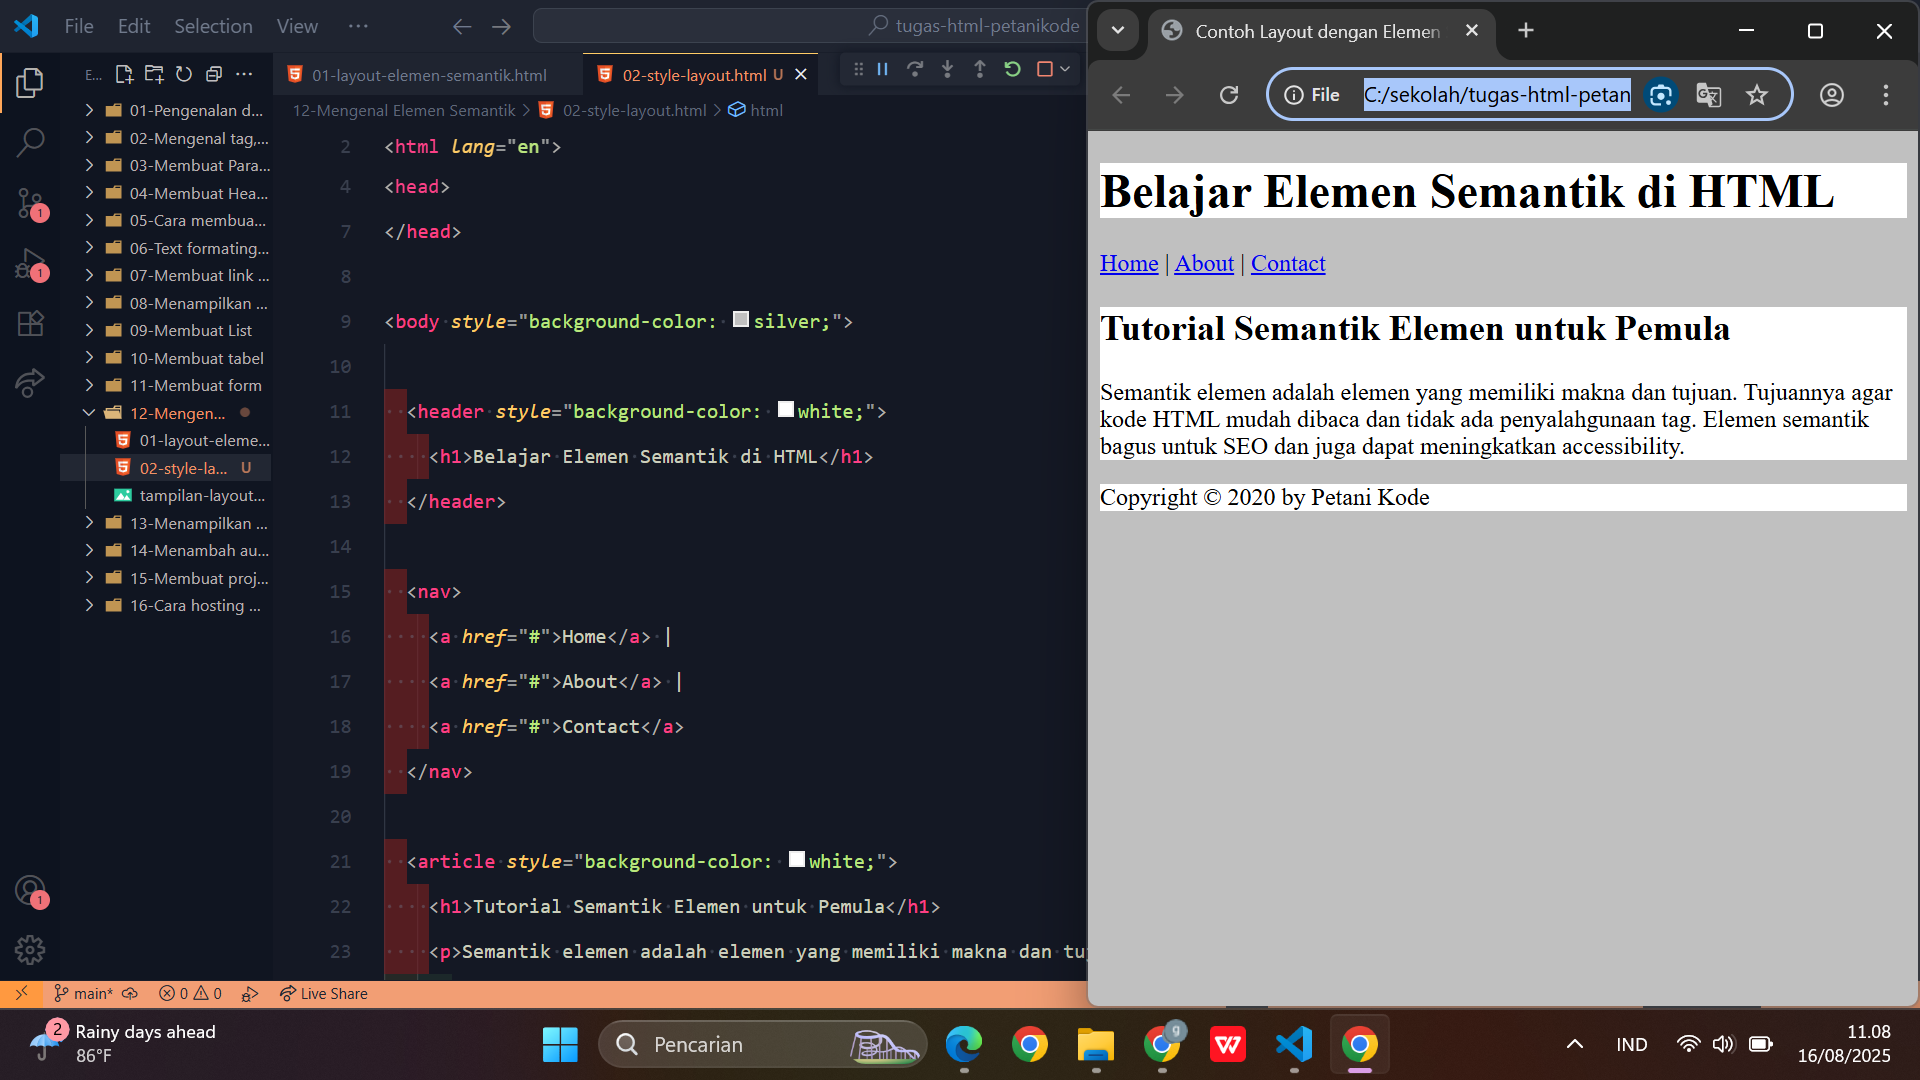 File Edit Selection View ··· tugas-html-petanikode
E... ···
01-Pengenalan d...
02-Mengenal tag,...
03-Membuat Para...
04-Membuat Hea...
05-Cara membua...
06-Text formating...
07-Membuat link ...
08-Menampilkan ...
09-Membuat List
10-Membuat tabel
11-Membuat form
12-Mengen...
01-layout-eleme...
02-style-la... U
tampilan-layout...
13-Menampilkan ...
14-Menambah au...
15-Membuat proj...
16-Cara hosting ...
1
1
1
01-layout-elemen-semantik.html 02-style-layout.html U
12-Mengenal Elemen Semantik > 02-style-layout.html > html
2 <html lang="en">
4 <head>
7 </head>
8
9 <body style="background-color: silver;">
10
11 <header style="background-color: white;">
12 <h1>Belajar Elemen Semantik di HTML</h1>
13 </header>
14
15 <nav>
16 <a href="#">Home</a> |
17 <a href="#">About</a> |
18 <a href="#">Contact</a>
19 </nav>
20
21 <article style="background-color: white;">
22 <h1>Tutorial Semantik Elemen untuk Pemula</h1>
23 <p>Semantik elemen adalah elemen yang memiliki makna dan tuj
main* 0 0 Live Share
Contoh Layout dengan Elemen
File C:/sekolah/tugas-html-petan
Belajar Elemen Semantik di HTML
Home | About | Contact
Tutorial Semantik Elemen untuk Pemula
Semantik elemen adalah elemen yang memiliki makna dan tujuan. Tujuannya agar
kode HTML mudah dibaca dan tidak ada penyalahgunaan tag. Elemen semantik
bagus untuk SEO dan juga dapat meningkatkan accessibility.
Copyright © 2020 by Petani Kode
2 Rainy days ahead
86°F
Pencarian
g
W
IND
11.08
16/08/2025